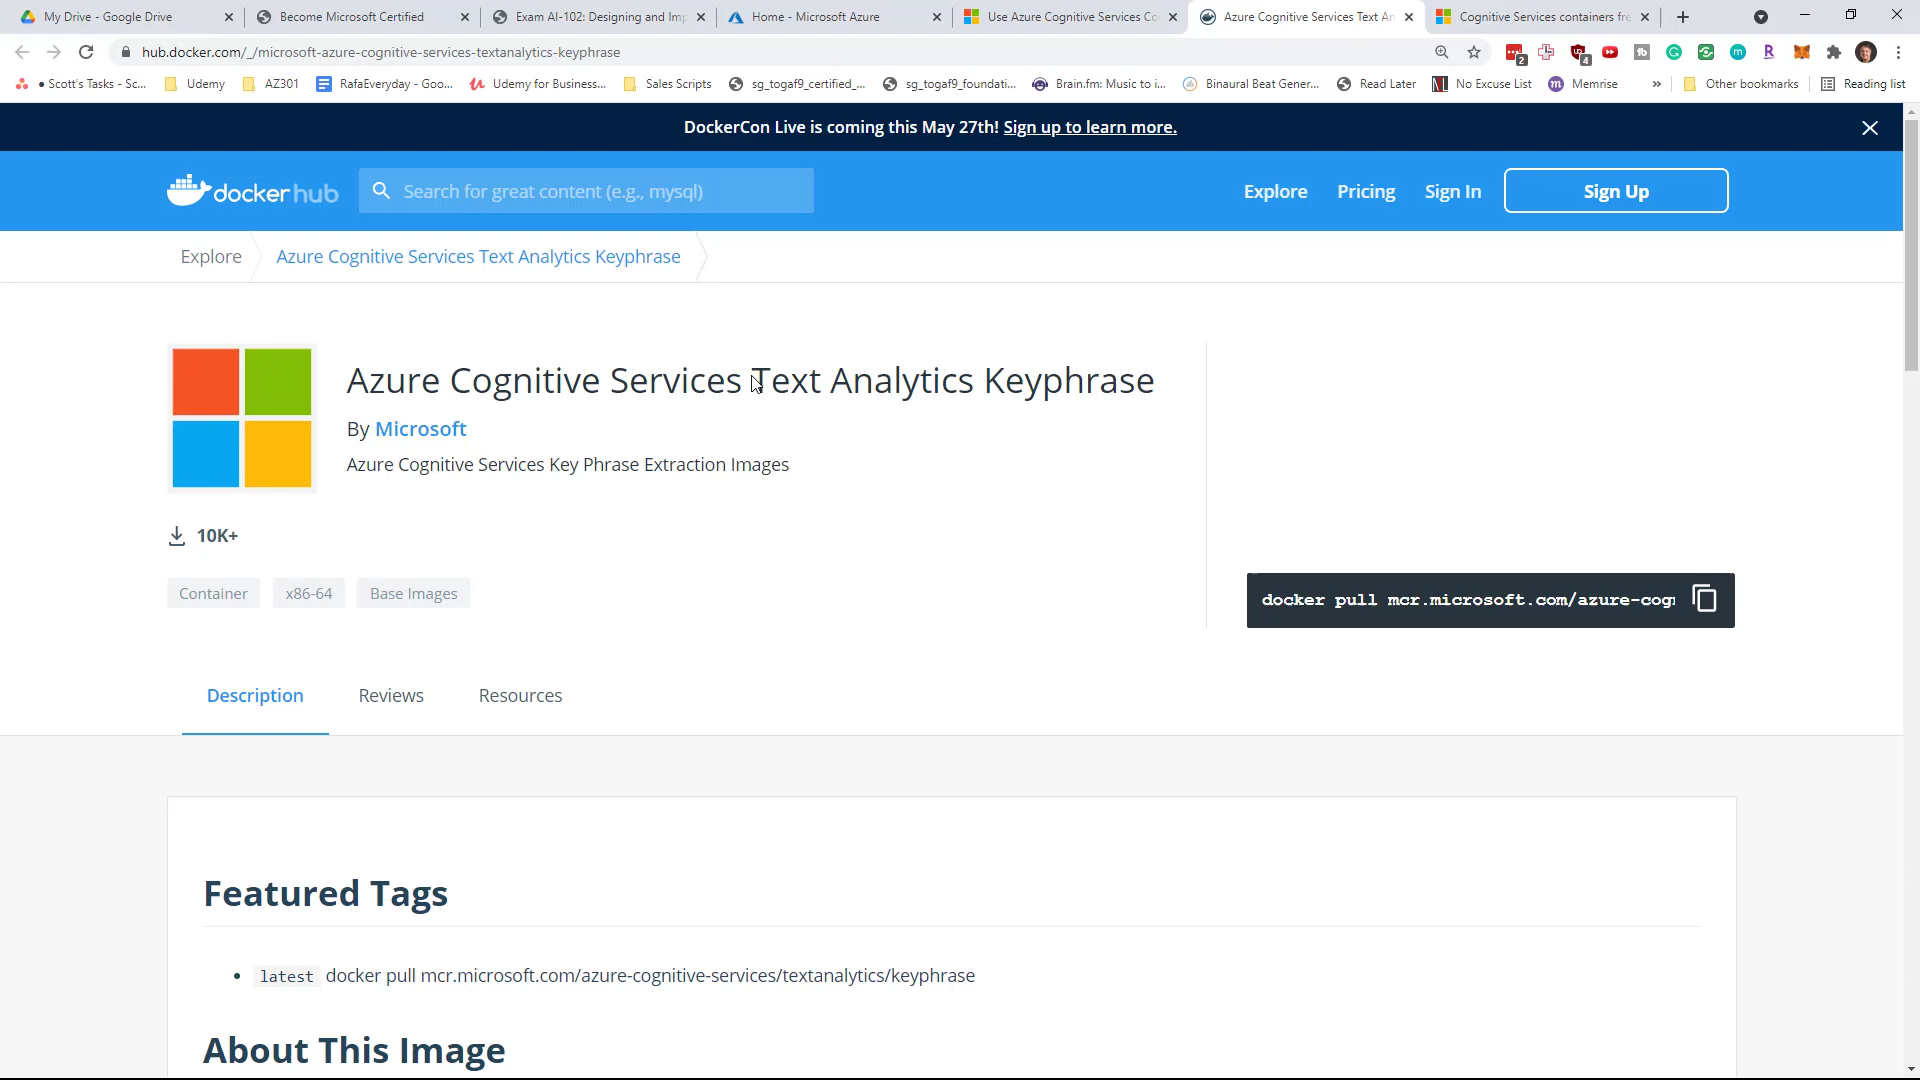 My Drive - Google Drive
Become Microsoft Certified
Exam AI-102: Designing and Imp
Home - Microsoft Azure
Use Azure Cognitive Services Co
Azure Cognitive Services Text An
Cognitive Services containers fre
hub.docker.com/_/microsoft-azure-cognitive-services-textanalytics-keyphrase
2
4
• Scott's Tasks - Sc...
Udemy
AZ301
RafaEveryday - Goo...
Udemy for Business...
Sales Scripts
sg_togaf9_certified_...
sg_togaf9_foundati...
Brain.fm: Music to i...
Binaural Beat Gener...
Read Later
No Excuse List
Memrise
»
Other bookmarks
Reading list
DockerCon Live is coming this May 27th! Sign up to learn more.
dockerhub
Search for great content (e.g., mysql)
Explore
Pricing
Sign In
Sign Up
Explore
Azure Cognitive Services Text Analytics Keyphrase
Azure Cognitive Services Text Analytics Keyphrase
By Microsoft
Azure Cognitive Services Key Phrase Extraction Images
10K+
Container
x86-64
Base Images
docker pull mcr.microsoft.com/azure-cog
Description
Reviews
Resources
Featured Tags
• latest docker pull mcr.microsoft.com/azure-cognitive-services/textanalytics/keyphrase
About This Image